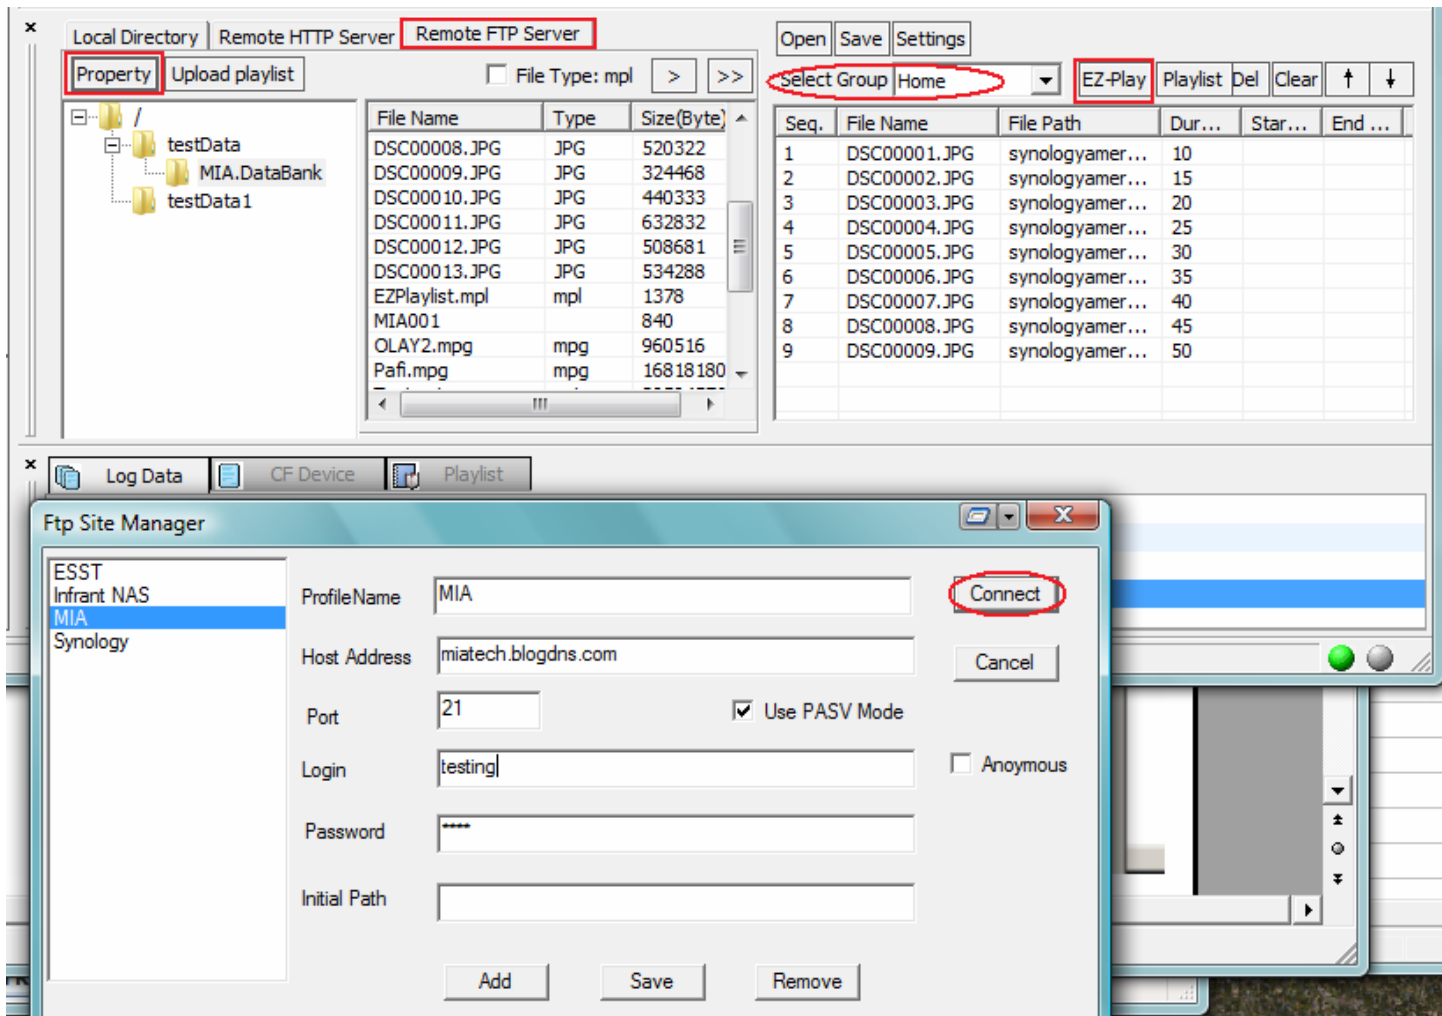 Local Directory Remote HTTP Server Remote FTP Server
Property Upload playlist
File Type: mpl > >>
/
testData
MIA.DataBank
testData1
File Name Type Size(Byte)
DSC00008.JPG JPG 520322
DSC00009.JPG JPG 324468
DSC00010.JPG JPG 440333
DSC00011.JPG JPG 632832
DSC00012.JPG JPG 508681
DSC00013.JPG JPG 534288
EZPlaylist.mpl mpl 1378
MIA001 840
OLAY2.mpg mpg 960516
Pafi.mpg mpg 16818180
Open Save Settings
Select Group Home EZ-Play Playlist Del Clear
Seq. File Name File Path Dur... Star... End ...
1 DSC00001.JPG synologyamer... 10
2 DSC00002.JPG synologyamer... 15
3 DSC00003.JPG synologyamer... 20
4 DSC00004.JPG synologyamer... 25
5 DSC00005.JPG synologyamer... 30
6 DSC00006.JPG synologyamer... 35
7 DSC00007.JPG synologyamer... 40
8 DSC00008.JPG synologyamer... 45
9 DSC00009.JPG synologyamer... 50
Log Data CF Device Playlist
Ftp Site Manager
ESST
Infrant NAS
MIA
Synology
ProfileName MIA Connect
Host Address miatech.blogdns.com Cancel
Port 21 Use PASV Mode
Login testing Anoymous
Password ****
Initial Path
Add Save Remove